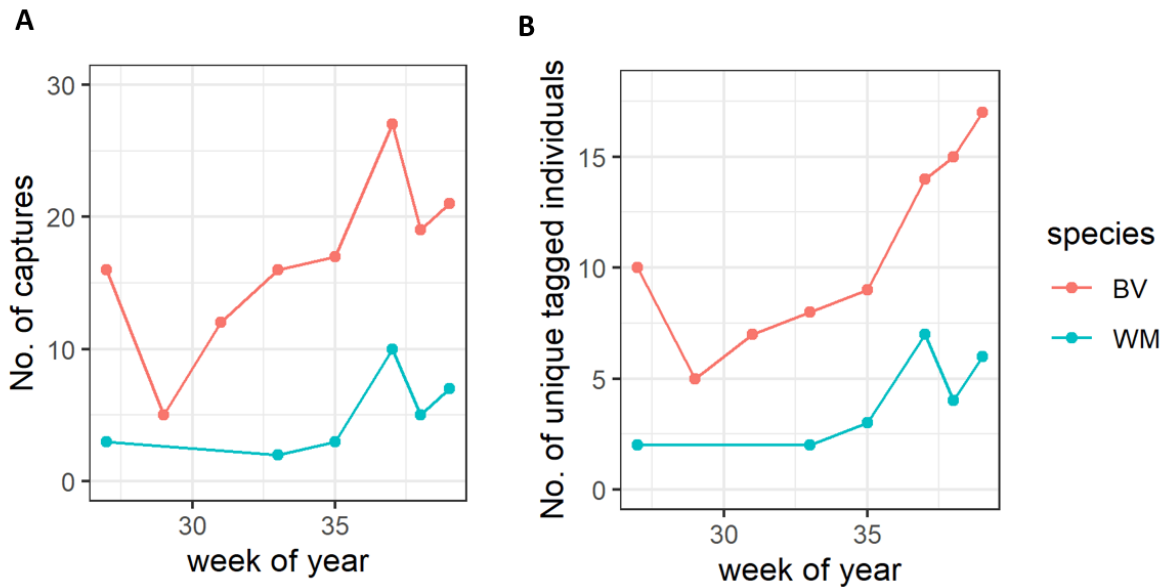 A
No. of captures
30
20
10
0
30
35
week of year
B
No. of unique tagged individuals
15
10
5
0
30
35
week of year
species
BV
WM